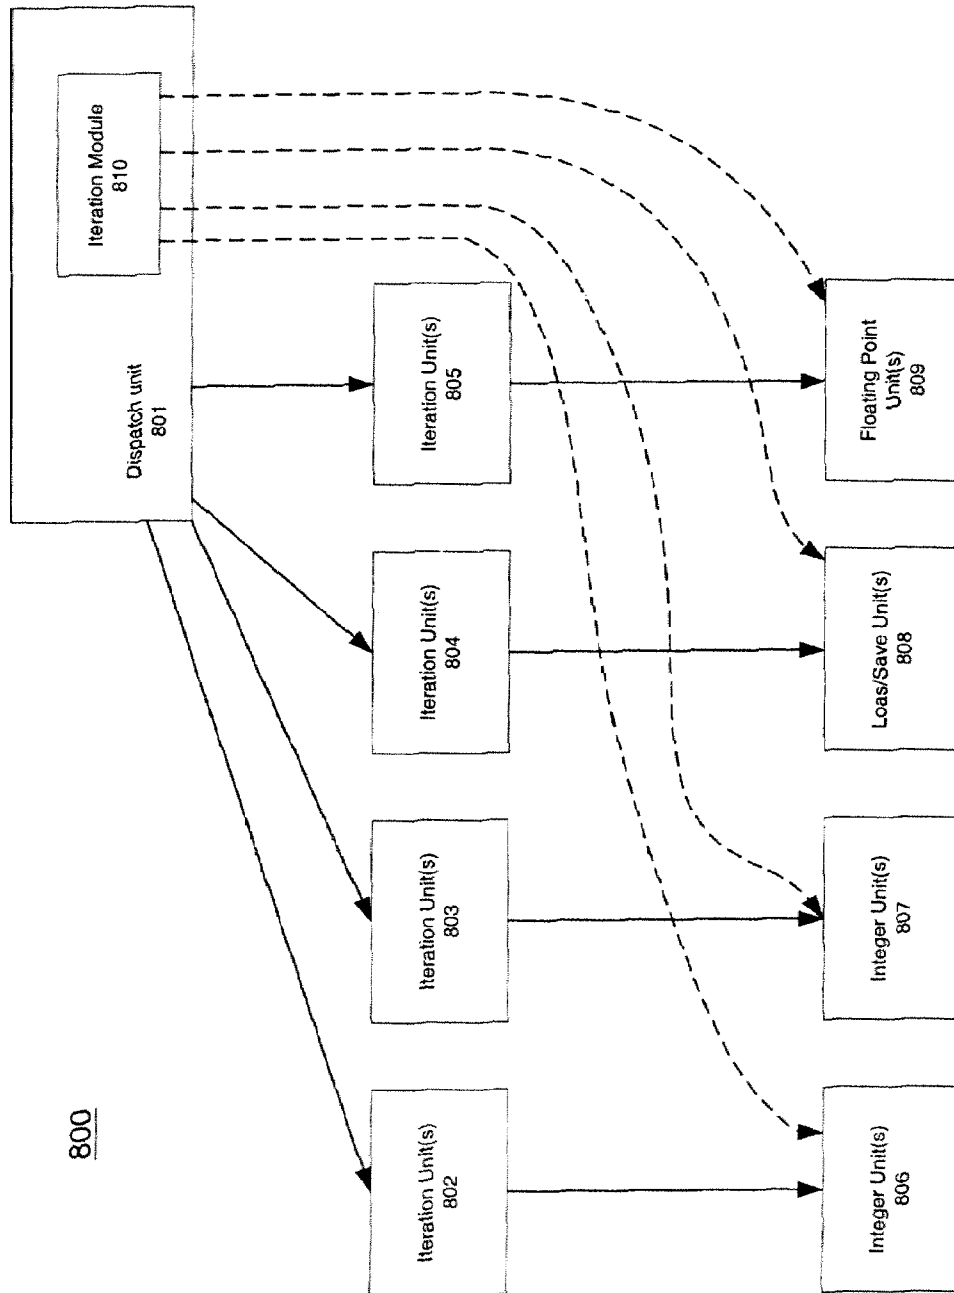 800
Dispatch unit
801
Iteration Module
810
Iteration Unit(s)
802
Iteration Unit(s)
803
Iteration Unit(s)
804
Iteration Unit(s)
805
Integer Unit(s)
806
Integer Unit(s)
807
Loas/Save Unit(s)
808
Floating Point
Unit(s)
809